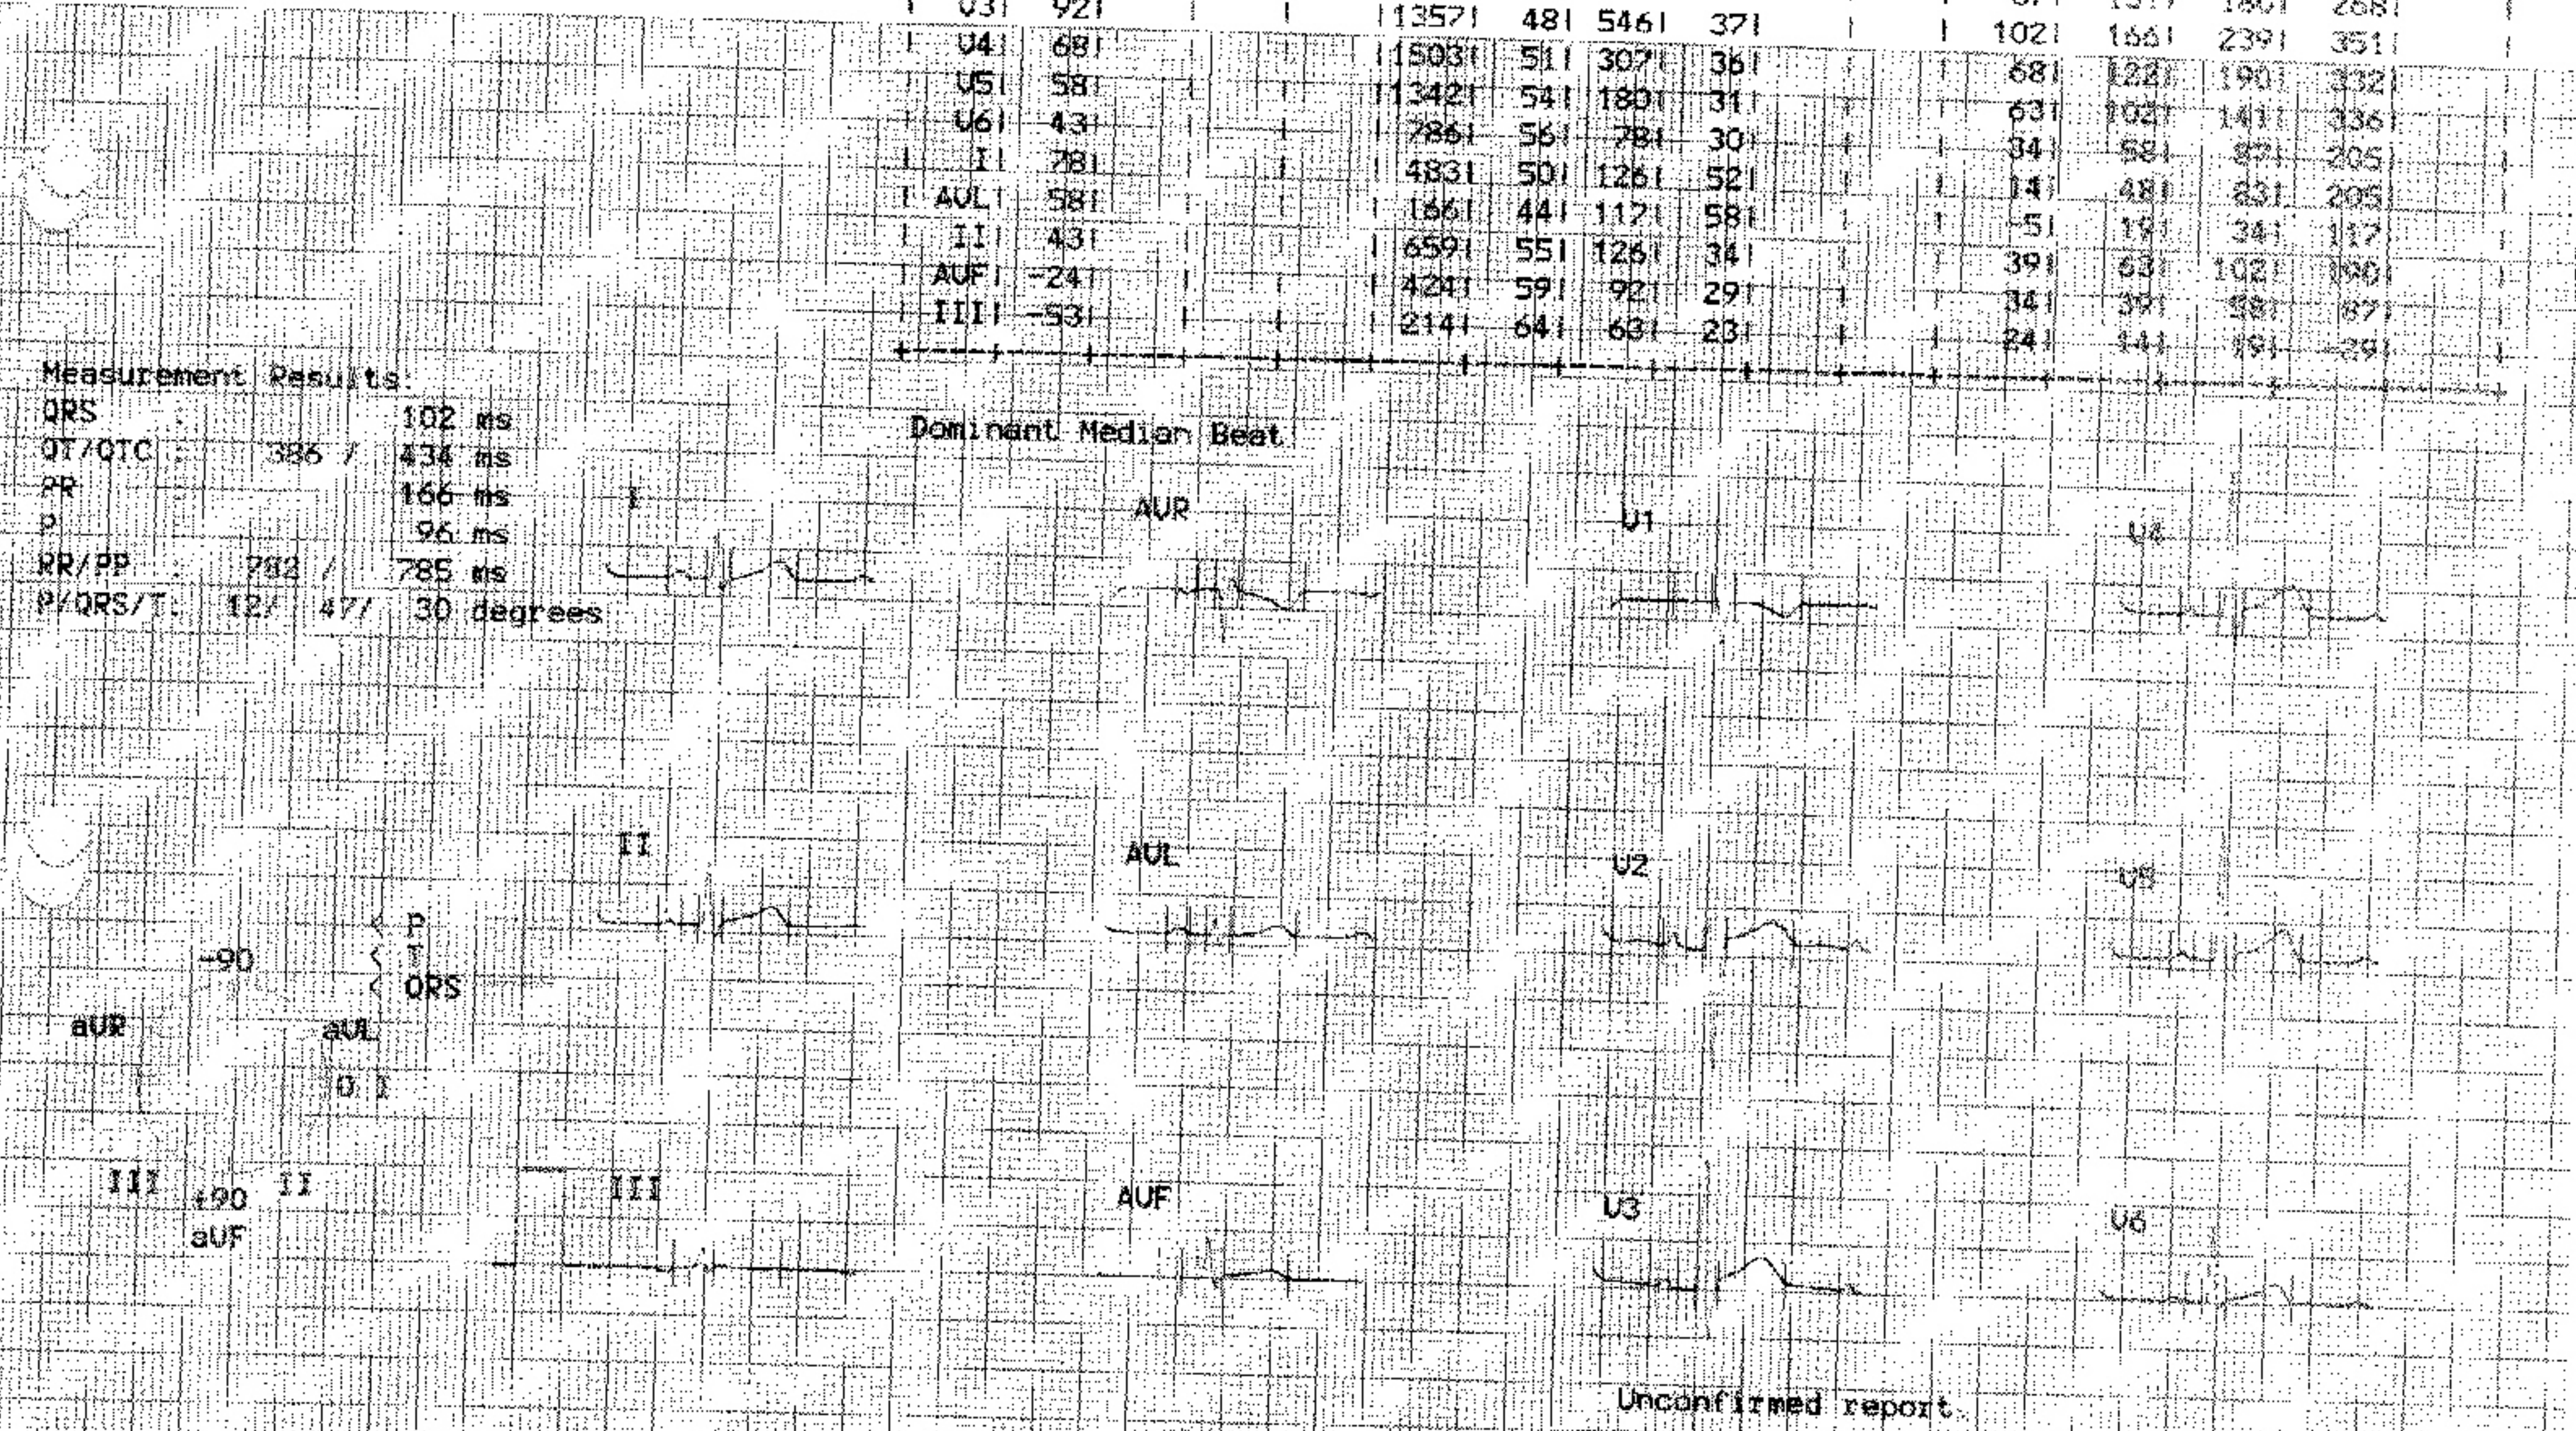 V3| 92| | | |1357| 48| 546| 37| | | 102| 166| 239| 351|
| V4| 68| | | |1503| 51| 307| 36| | | 68| 122| 190| 332|
| V5| 58| | | |1342| 54| 180| 31| | | 63| 102| 141| 336|
| V6| 43| | | | 786| 56| 78| 30| | | 34| 58| 87| 205|
| I| 78| | | | 483| 50| 126| 52| | | 14| 48| 83| 205|
| AVL| 58| | | | 166| 44| 117| 58| | | -5| 19| 34| 117|
| II| 43| | | | 659| 55| 126| 34| | | 39| 63| 102| 190|
| AVF| -24| | | | 424| 59| 92| 29| | | 34| 39| 58| 87|
| III| -53| | | | 214| 64| 63| 23| | | 24| 14| 19| -29|
Measurement Results:
QRS : 102 ms
QT/QTC : 386 / 434 ms
PR : 166 ms
P : 96 ms
RR/PP : 782 / 785 ms
P/QRS/T: 12/ 47/ 30 degrees
Dominant Median Beat
I AVR V1 V4
II AVL V2 V5
< P
-90 < T
< QRS
aVR aVL
0 I
III +90 II
aVF
III AVF V3 V6
Unconfirmed report.